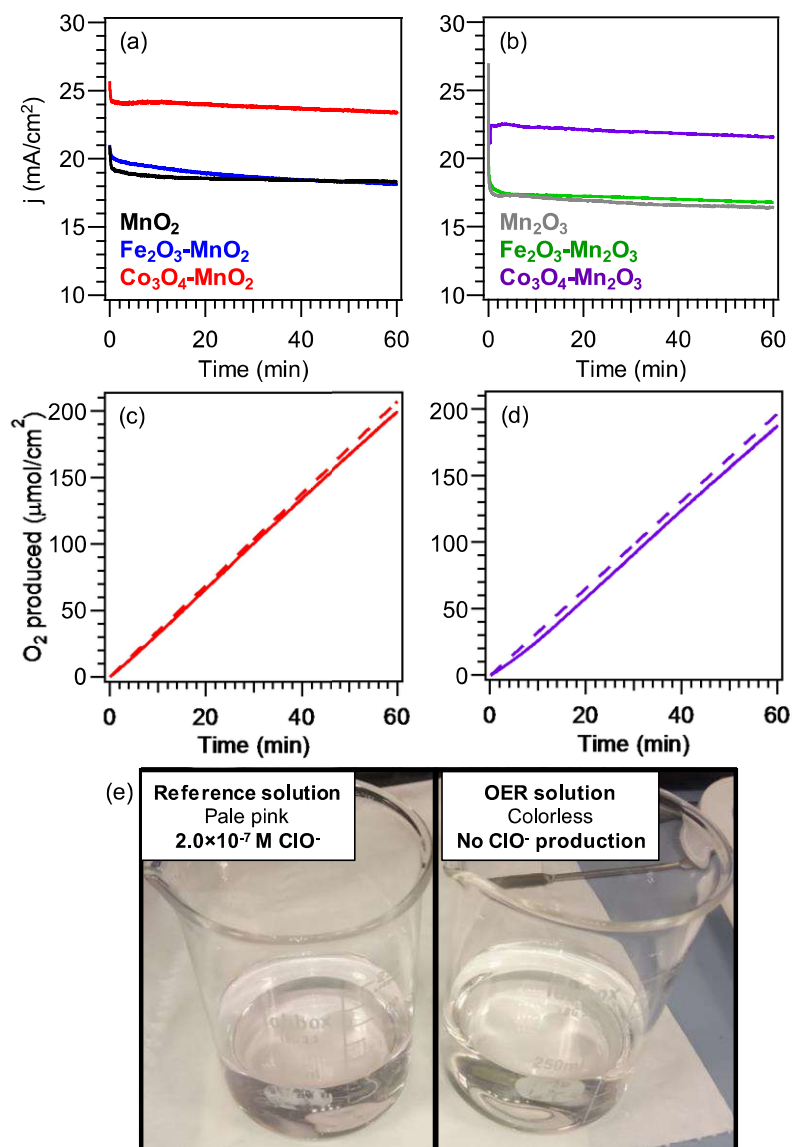 (a)
30
25
20
15
10
j (mA/cm²)
MnO₂
Fe₂O₃-MnO₂
Co₃O₄-MnO₂
0 20 40 60
Time (min)
(b)
30
25
20
15
10
Mn₂O₃
Fe₂O₃-Mn₂O₃
Co₃O₄-Mn₂O₃
0 20 40 60
Time (min)
(c)
200
150
100
50
0
O₂ produced (μmol/cm²)
0 20 40 60
Time (min)
(d)
200
150
100
50
0
0 20 40 60
Time (min)
(e)
Reference solution
Pale pink
2.0×10⁻⁷ M ClO⁻
OER solution
Colorless
No ClO⁻ production
250ml